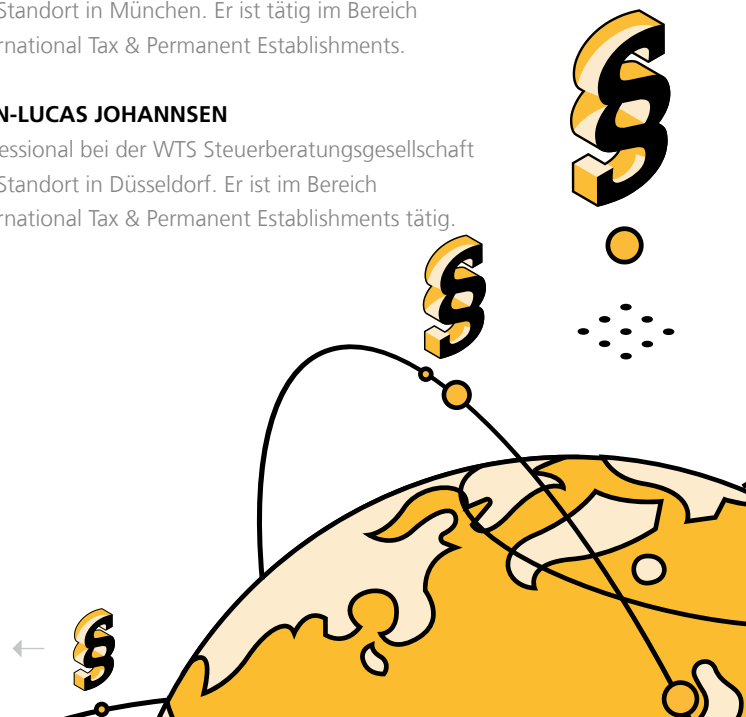 Standort in München. Er ist tätig im Bereich
rnational Tax & Permanent Establishments.
N-LUCAS JOHANNSEN
essional bei der WTS Steuerberatungsgesellschaft
Standort in Düsseldorf. Er ist im Bereich
rnational Tax & Permanent Establishments tätig.
§
§
§